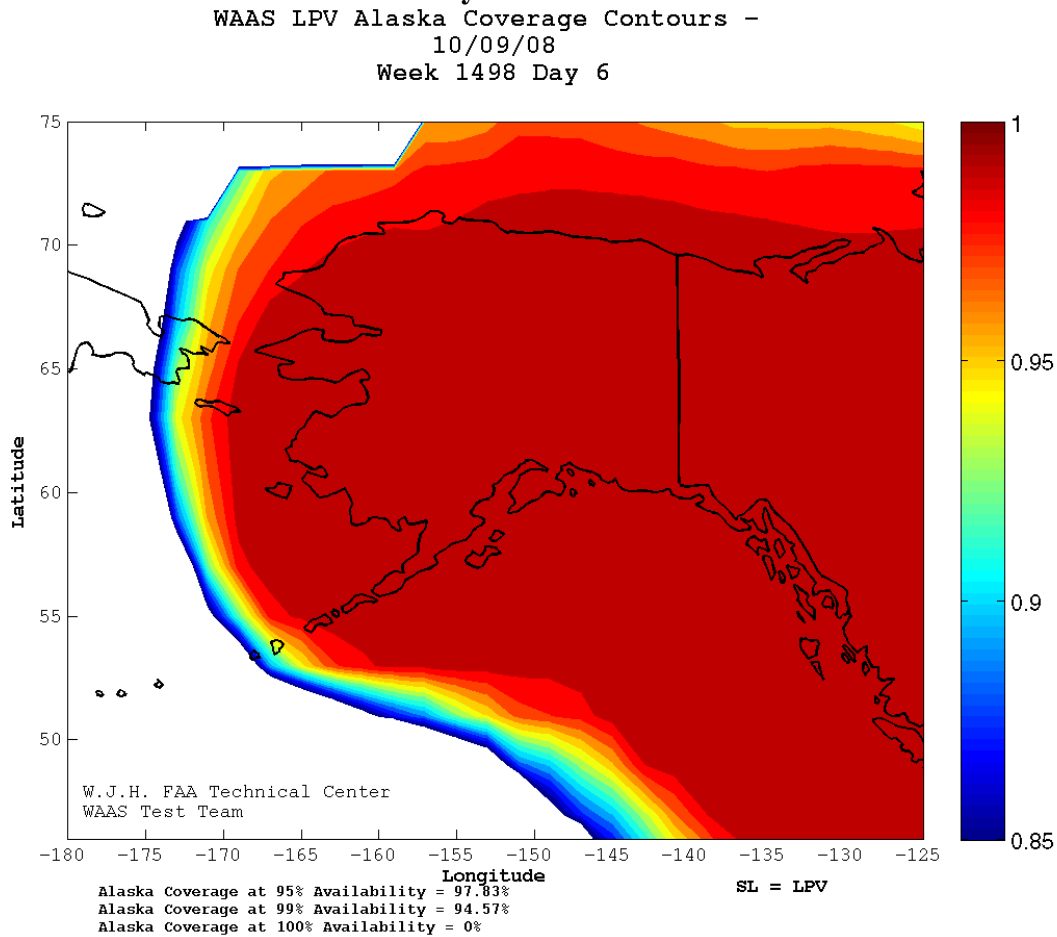 WAAS LPV Alaska Coverage Contours -
10/09/08
Week 1498 Day 6
75
70
65
60
55
50
Latitude
W.J.H. FAA Technical Center
WAAS Test Team
-180 -175 -170 -165 -160 -155 -150 -145 -140 -135 -130 -125
Longitude
1
0.95
0.9
0.85
SL = LPV
Alaska Coverage at 95% Availability = 97.83%
Alaska Coverage at 99% Availability = 94.57%
Alaska Coverage at 100% Availability = 0%